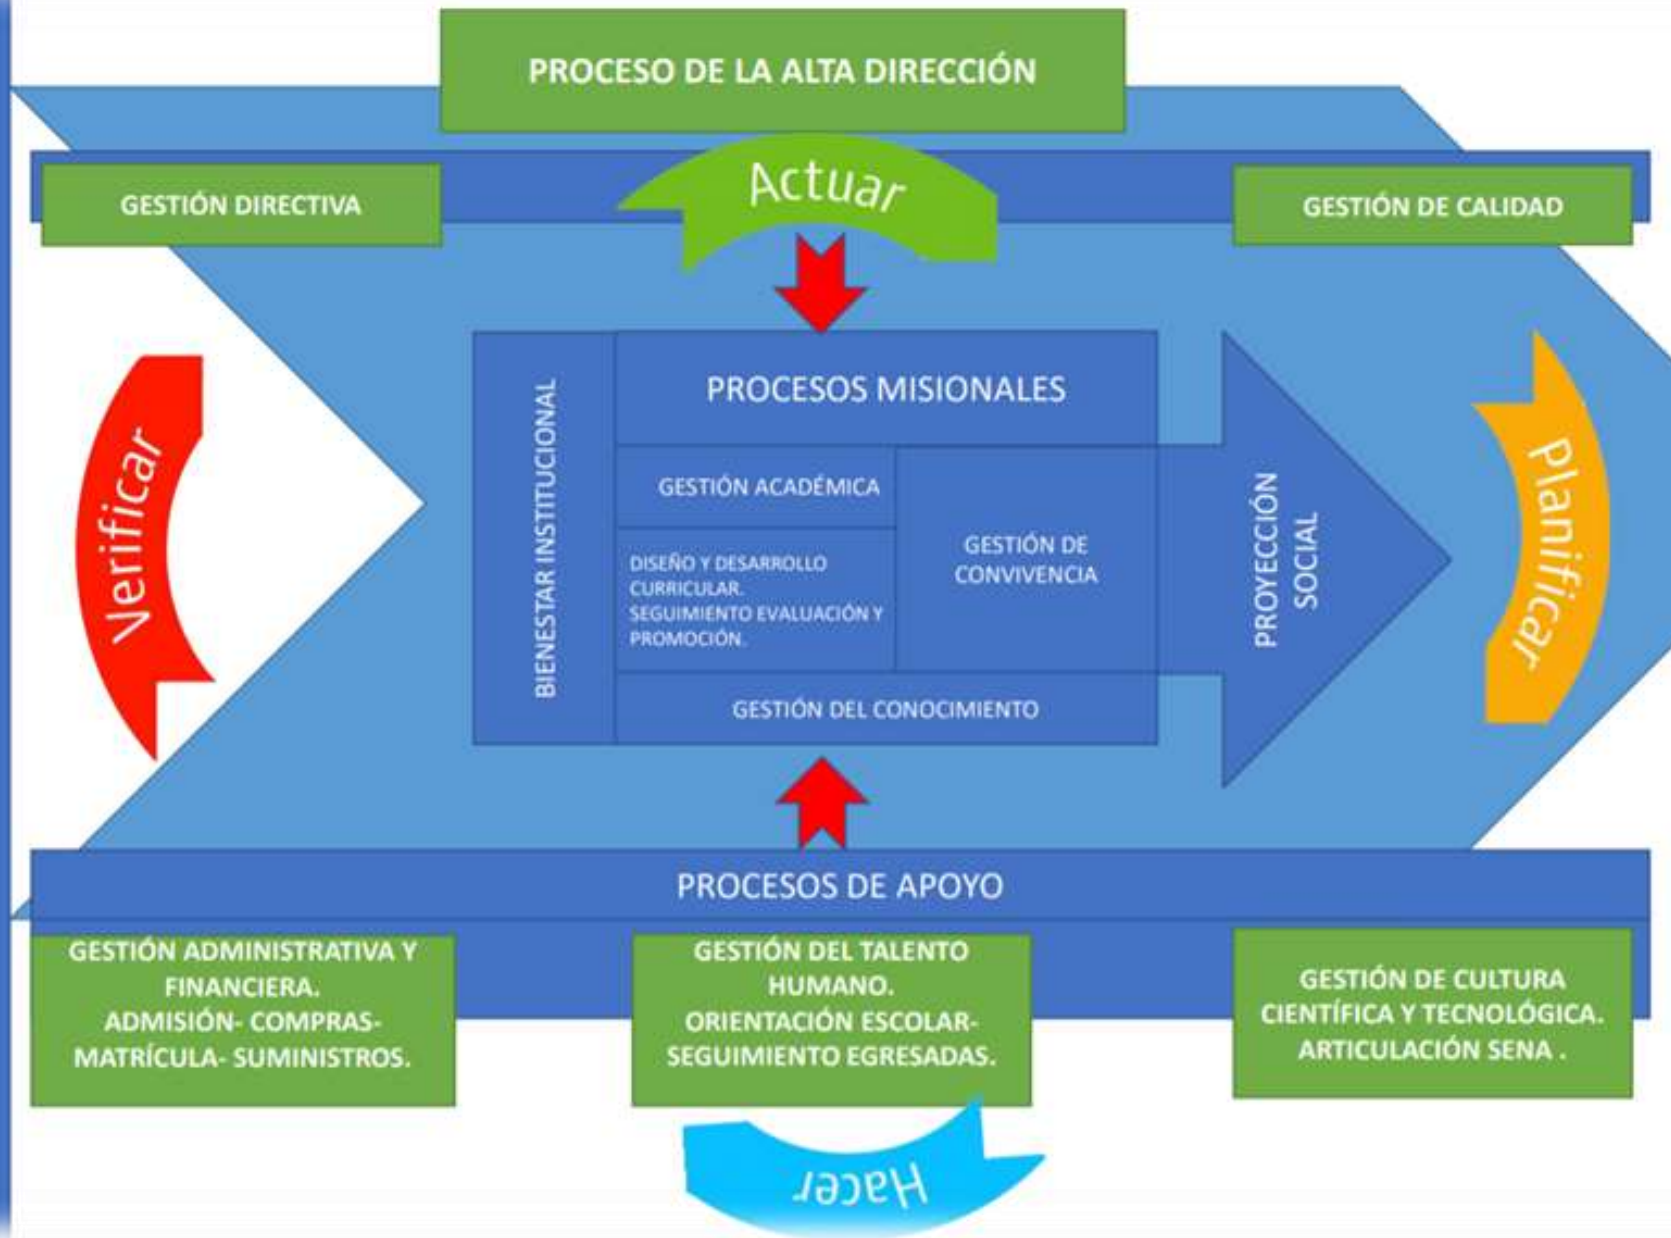 PROCESO DE LA ALTA DIRECCIÓN
Actuar
GESTIÓN DIRECTIVA
GESTIÓN DE CALIDAD
Verificar
BIENESTAR INSTITUCIONAL
PROCESOS MISIONALES
GESTIÓN ACADÉMICA
DISEÑO Y DESARROLLO
CURRICULAR.
SEGUIMIENTO EVALUACIÓN Y
PROMOCIÓN.
GESTIÓN DE
CONVIVENCIA
GESTIÓN DEL CONOCIMIENTO
PROYECCIÓN
SOCIAL
Planificar
PROCESOS DE APOYO
GESTIÓN ADMINISTRATIVA Y
FINANCIERA.
ADMISIÓN- COMPRAS-
MATRÍCULA- SUMINISTROS.
GESTIÓN DEL TALENTO
HUMANO.
ORIENTACIÓN ESCOLAR-
SEGUIMIENTO EGRESADAS.
GESTIÓN DE CULTURA
CIENTÍFICA Y TECNOLÓGICA.
ARTICULACIÓN SENA .
Hacer